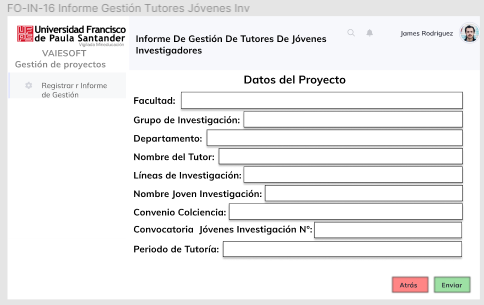 FO-IN-16 Informe Gestión Tutores Jóvenes Inv
Universidad Francisco
de Paula Santander
Vigilada Mineducación
VAIESOFT
Gestión de proyectos
Registrar r Informe
de Gestión
Informe De Gestión De Tutores De Jóvenes
Investigadores
James Rodriguez
Datos del Proyecto
Facultad:
Grupo de Investigación:
Departamento:
Nombre del Tutor:
Líneas de Investigación:
Nombre Joven Investigación:
Convenio Colciencia:
Convocatoria Jóvenes Investigación N°:
Periodo de Tutoría:
Atrás
Enviar